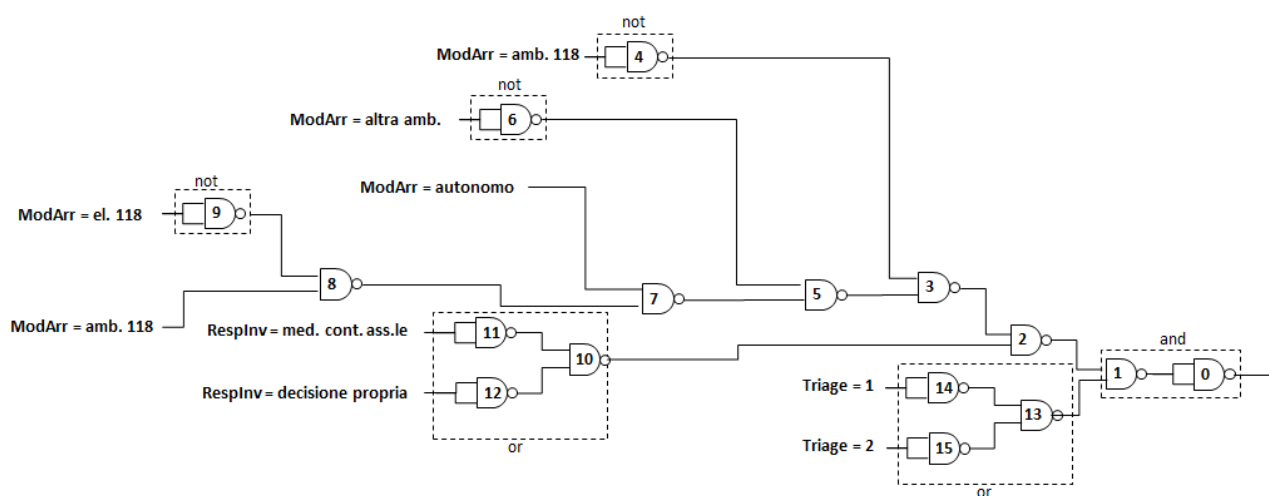 not
ModArr = amb. 118
4
not
ModArr = altra amb.
6
not
ModArr = autonomo
ModArr = el. 118
9
8
3
7
5
ModArr = amb. 118
RespInv = med. cont. ass.le
11
2
and
10
1
0
RespInv = decisione propria
12
Triage = 1
14
13
Triage = 2
15
or
or